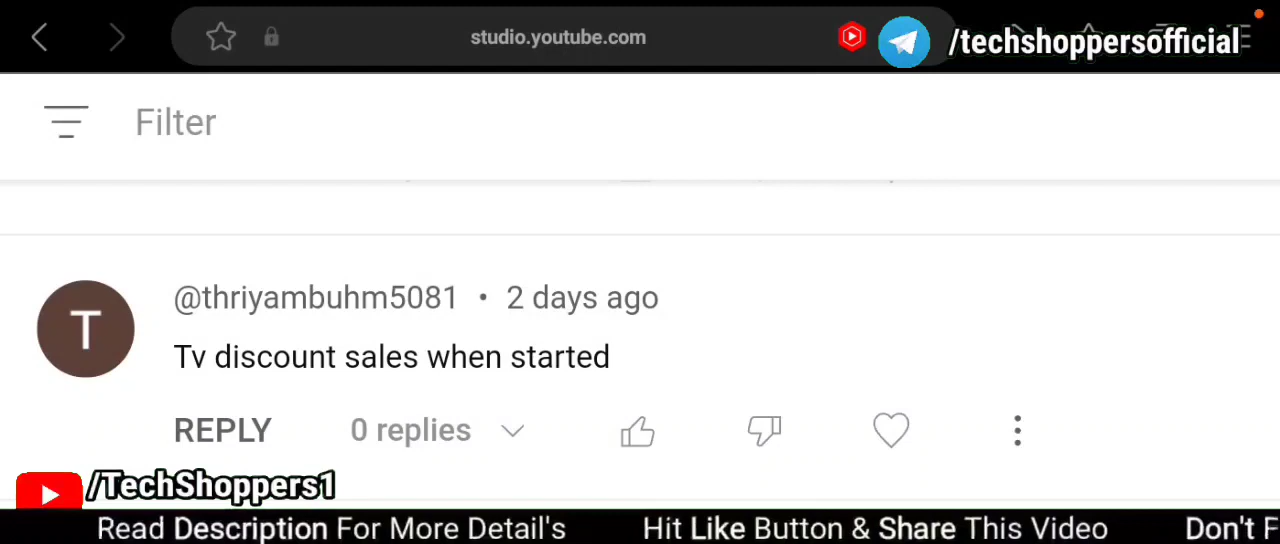 studio.youtube.com
/techshoppersofficial
Filter
T
@thriyambuhm5081 • 2 days ago
Tv discount sales when started
REPLY 0 replies
/TechShoppers1
Read Description For More Detail's Hit Like Button & Share This Video Don't F